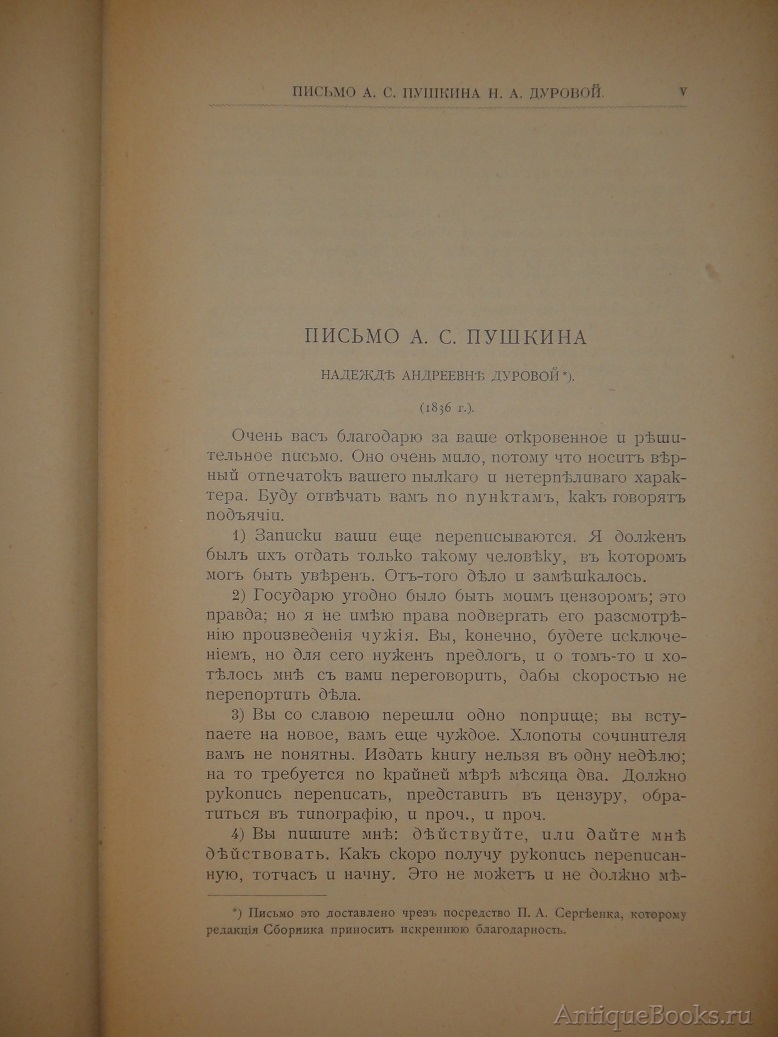 ПИСЬМО А. С. ПУШКИНА Н. А. ДУРОВОЙ. V
ПИСЬМО А. С. ПУШКИНА
НАДЕЖДѢ АНДРЕЕВНѢ ДУРОВОЙ*).
(1836 г.).
Очень васъ благодарю за ваше откровенное и рѣши-
тельное письмо. Оно очень мило, потому что носитъ вѣр-
ный отпечатокъ вашего пылкаго и нетерпѣливаго харак-
тера. Буду отвѣчать вамъ по пунктамъ, какъ говорятъ
подъячіи.
1) Записки ваши еще переписываются. Я долженъ
былъ ихъ отдать только такому человѣку, въ которомъ
могъ быть увѣренъ. Отъ-того дѣло и замѣшкалось.
2) Государю угодно было быть моимъ цензоромъ; это
правда; но я не имѣю права подвергать его разсмотрѣ-
нію произведенія чужія. Вы, конечно, будете исключе-
ніемъ, но для сего нуженъ предлогъ, и о томъ-то и хо-
тѣлось мнѣ съ вами переговорить, дабы скоростью не
перепортить дѣла.
3) Вы со славою перешли одно поприще; вы всту-
паете на новое, вамъ еще чуждое. Хлопоты сочинителя
вамъ не понятны. Издать книгу нельзя въ одну недѣлю;
на то требуется по крайней мѣрѣ мѣсяца два. Должно
рукопись переписать, представить въ цензуру, обра-
титься въ типографію, и проч., и проч.
4) Вы пишите мнѣ: дѣйствуйте, или дайте мнѣ
дѣйствовать. Какъ скоро получу рукопись переписан-
ную, тотчасъ и начну. Это не можетъ и не должно мѣ-
*) Письмо это доставлено чрезъ посредство П. А. Сергѣенка, которому
редакція Сборника приноситъ искреннюю благодарность.
AntiqueBooks.ru